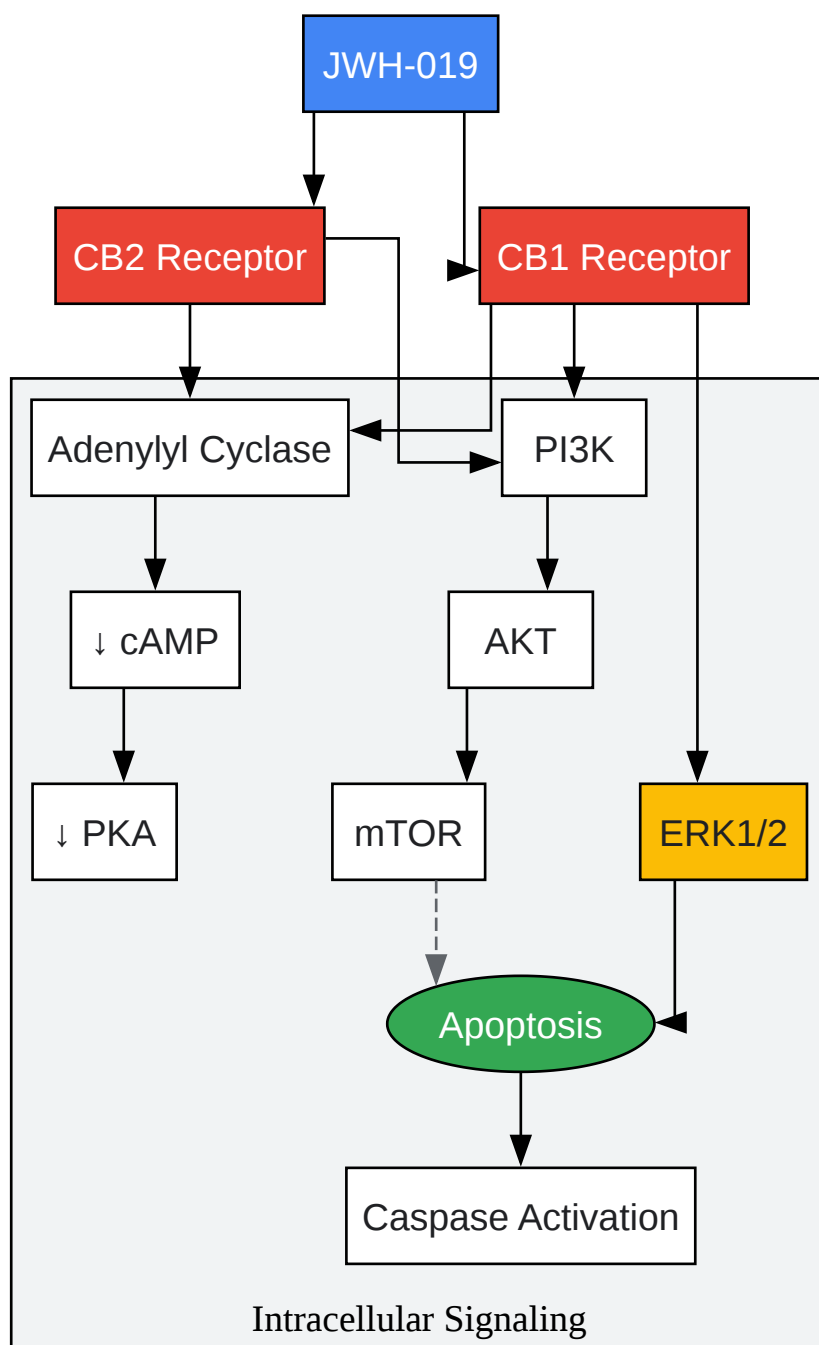 JWH-019
CB2 Receptor
CB1 Receptor
Adenylyl Cyclase
PI3K
↓ cAMP
AKT
↓ PKA
mTOR
ERK1/2
Apoptosis
Caspase Activation
Intracellular Signaling